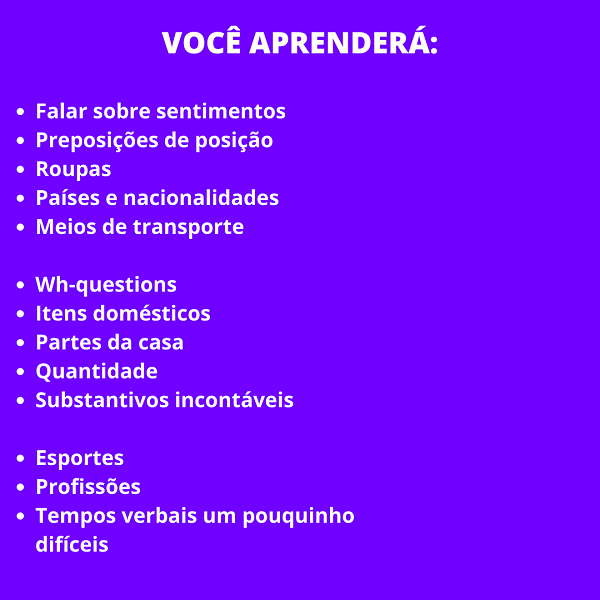 VOCÊ APRENDERÁ:
• Falar sobre sentimentos
• Preposições de posição
• Roupas
• Países e nacionalidades
• Meios de transporte
• Wh-questions
• Itens domésticos
• Partes da casa
• Quantidade
• Substantivos incontáveis
• Esportes
• Profissões
• Tempos verbais um pouquinho
difíceis